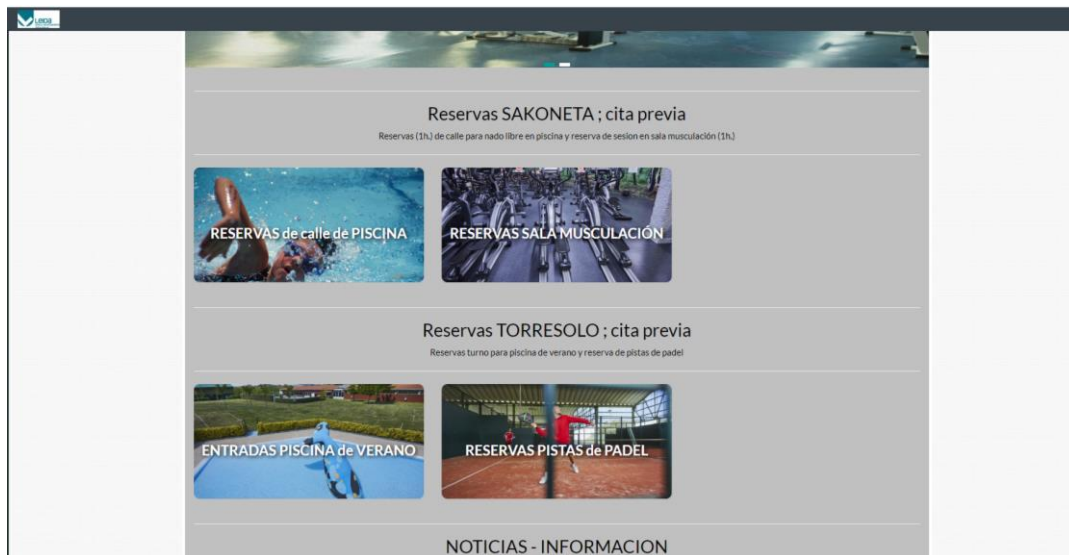 Leioa
Reservas SAKONETA ; cita previa
Reservas (1h.) de calle para nado libre en piscina y reserva de sesion en sala musculación (1h.)
RESERVAS de calle de PISCINA
RESERVAS SALA MUSCULACIÓN
Reservas TORRESOLO ; cita previa
Reservas turno para piscina de verano y reserva de pistas de padel
ENTRADAS PISCINA de VERANO
RESERVAS PISTAS de PADEL
NOTICIAS - INFORMACION